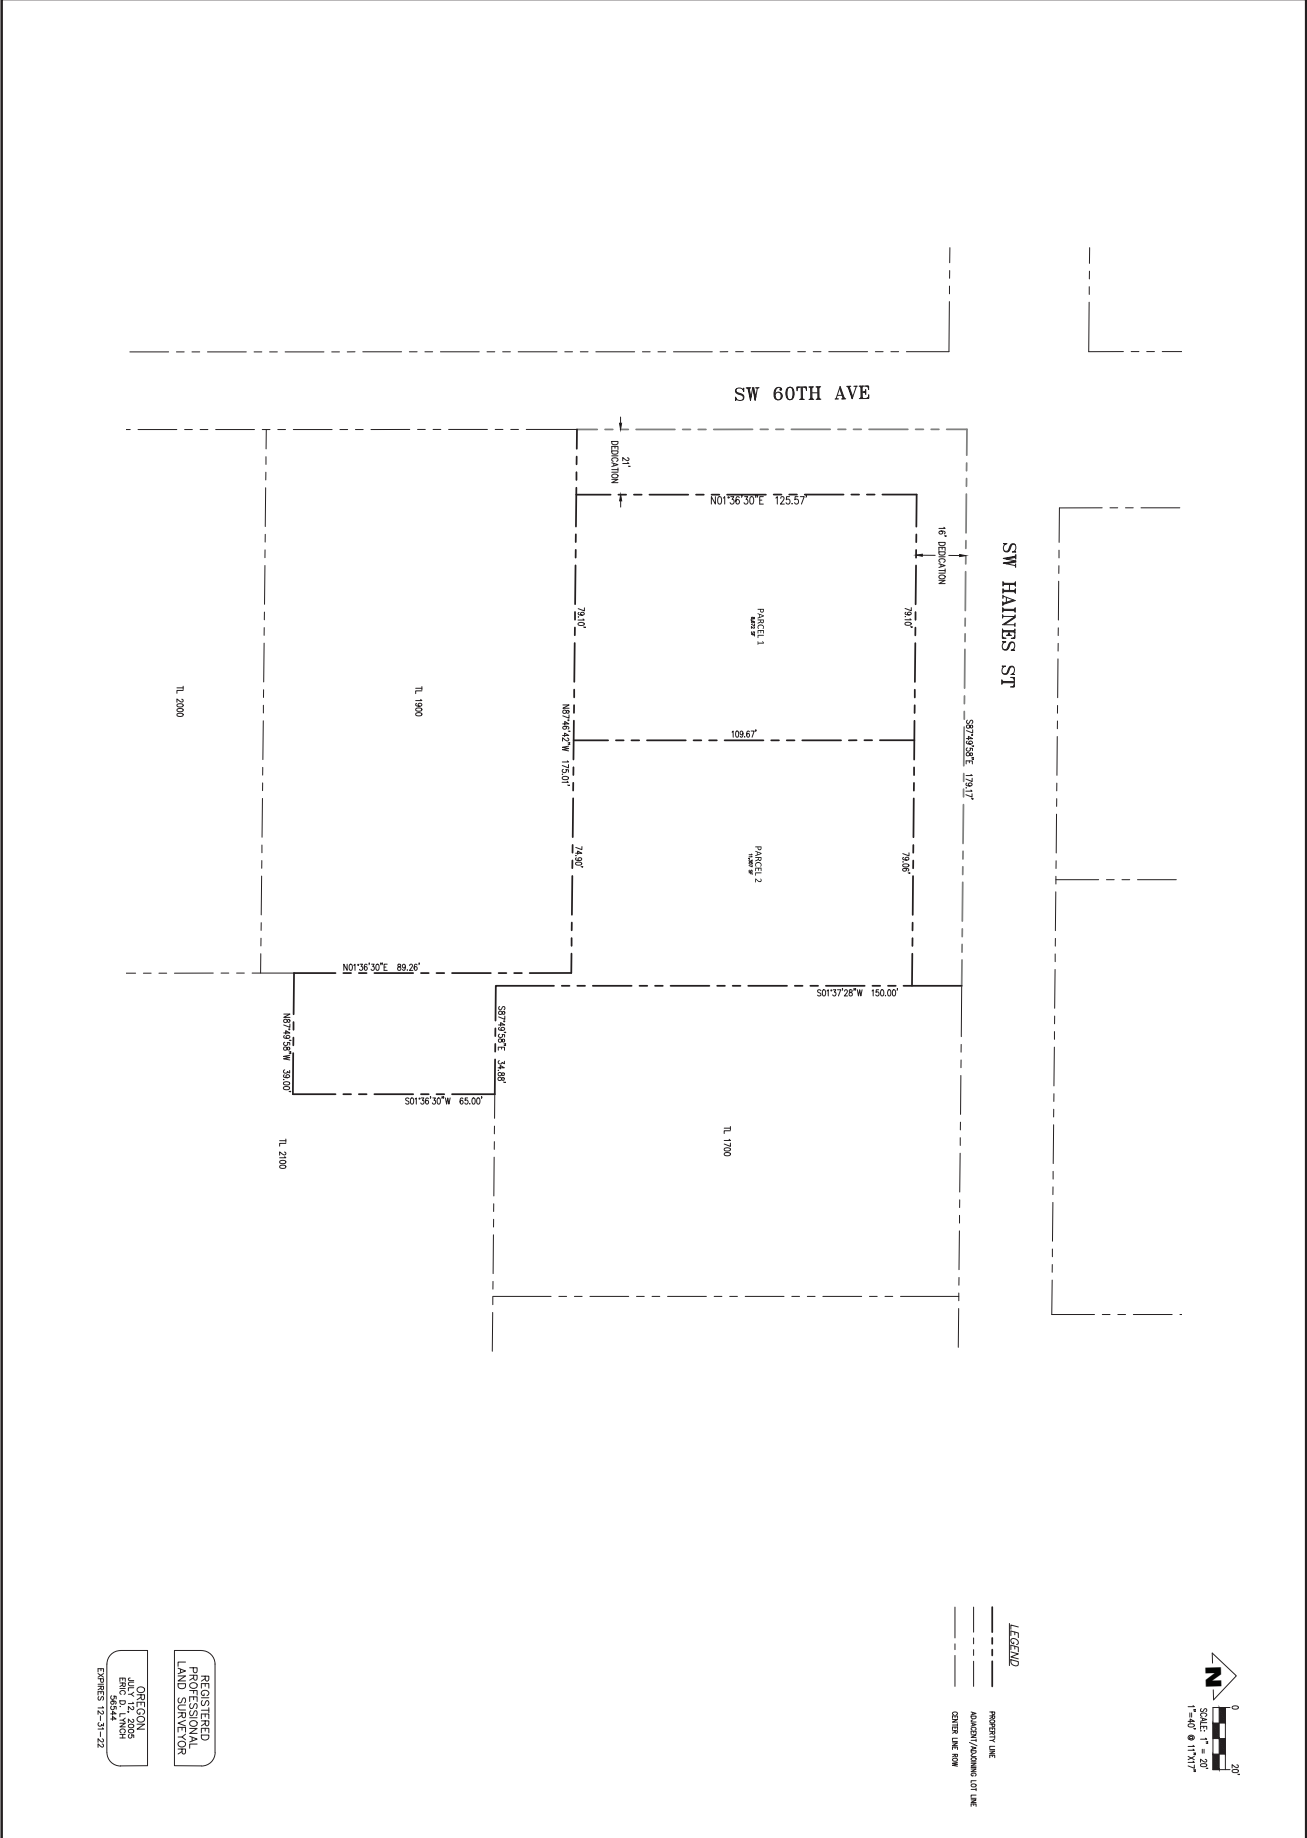 SW 60TH AVE
SW HAINES ST
21'
DEDICATION
16' DEDICATION
N01°36'30"E 125.57'
79.10'
79.10'
PARCEL 1
8,672 SF
S87°49'58"E 179.17'
N87°46'42"W 175.01'
109.67'
74.90'
79.06'
PARCEL 2
TL 2000
TL 1900
N01°36'30"E 89.26'
S01°37'28"W 150.00'
N87°49'58"W 39.00'
S87°49'58"E 34.88'
S01°36'30"W 65.00'
TL 2100
TL 1700
LEGEND
PROPERTY LINE
ADJACENT/ADJOINING LOT LINE
CENTER LINE ROW
N
0 20'
SCALE: 1" = 20'
1"=40' @ 11"X17"
REGISTERED
PROFESSIONAL
LAND SURVEYOR
OREGON
JULY 12, 2005
ERIC D. LYNCH
56544
EXPIRES 12-31-22